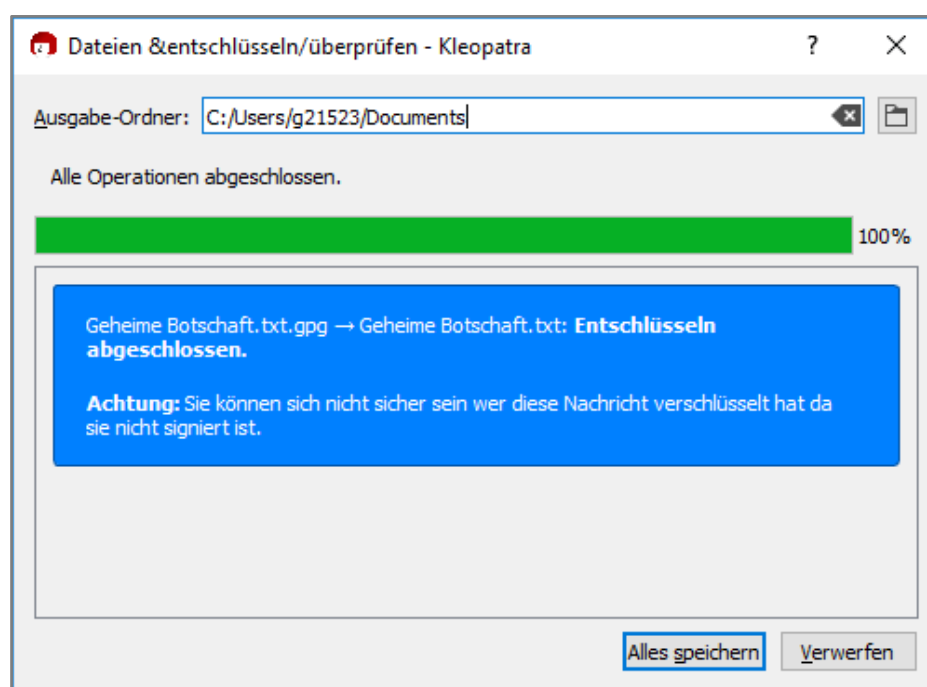 Dateien &entschlüsseln/überprüfen - Kleopatra
?
Ausgabe-Ordner: C:/Users/g21523/Documents
Alle Operationen abgeschlossen.
100%
Geheime Botschaft.txt.gpg → Geheime Botschaft.txt: Entschlüsseln
abgeschlossen.
Achtung: Sie können sich nicht sicher sein wer diese Nachricht verschlüsselt hat da
sie nicht signiert ist.
Alles speichern Verwerfen